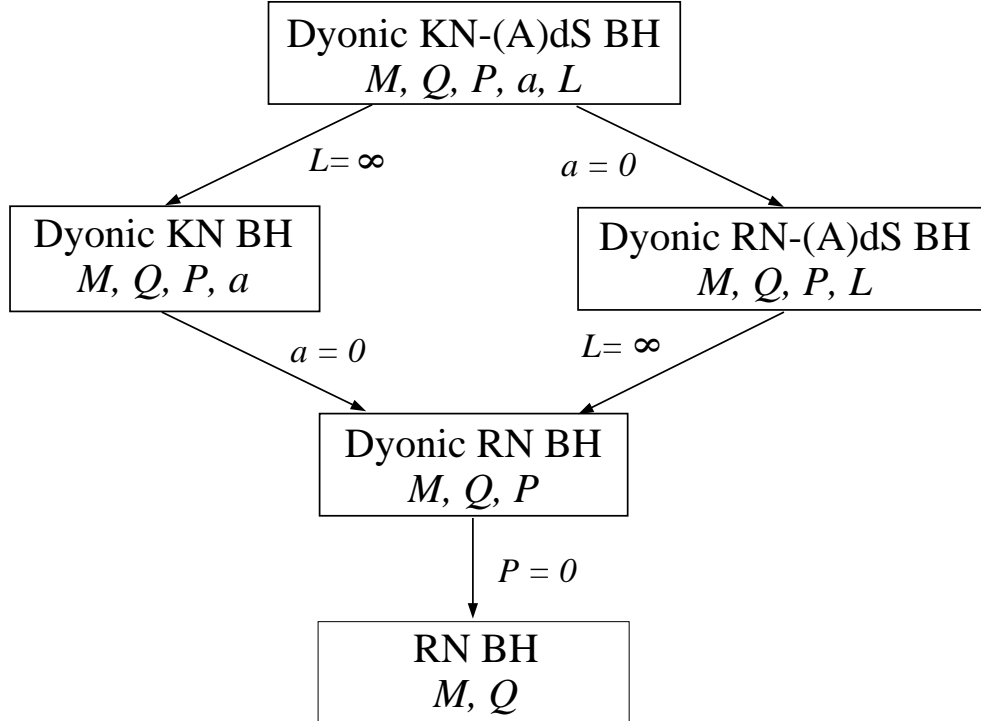 Dyonic KN-(A)dS BH
M, Q, P, a, L
L= ∞
a = 0
Dyonic KN BH
M, Q, P, a
Dyonic RN-(A)dS BH
M, Q, P, L
a = 0
L= ∞
Dyonic RN BH
M, Q, P
P = 0
RN BH
M, Q